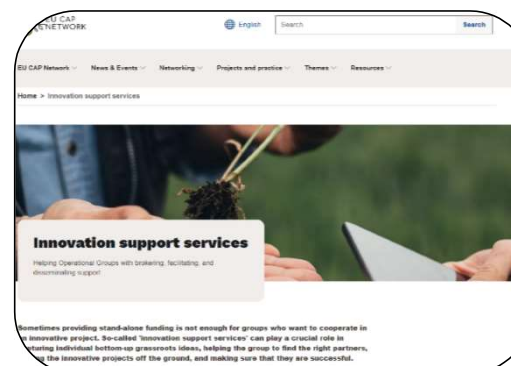 EU CAP
NETWORK
English
Search
Search
EU CAP Network
News & Events
Networking
Projects and practice
Themes
Resources
Home > Innovation support services
Innovation support services
Helping Operational Groups with brokering, facilitating, and
disseminating support
Sometimes providing stand-alone funding is not enough for groups who want to cooperate in
an innovative project. So-called 'innovation support services' can play a crucial role in
individual bottom-up grassroots ideas, helping the group to find the right partners,
the innovative projects off the ground, and making sure that they are successful.